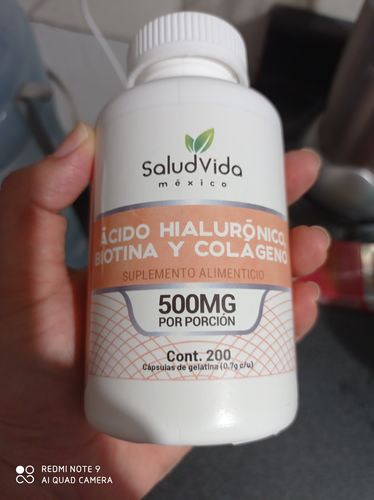 SaludVida
méxico
ÁCIDO HIALURÓNICO,
BIOTINA Y COLÁGENO
SUPLEMENTO ALIMENTICIO
500MG
POR PORCIÓN
Cont. 200
Cápsulas de gelatina (0.7g c/u)
REDMI NOTE 9
AI QUAD CAMERA